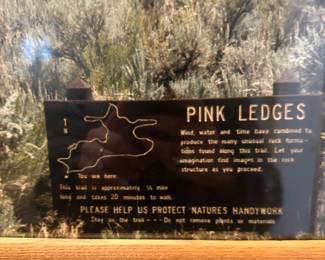 PINK LEDGES
Wind, water and time have combined to
produce the many unusual rock forma-
tions found along this trail. Let your
imagination find images in the rock
structure as you proceed.
T
N
You are here.
This trail is approximately ¾ mile
long and takes 20 minutes to walk.
PLEASE HELP US PROTECT NATURES HANDYWORK
Stay on the trail --- Do not remove plants or materials